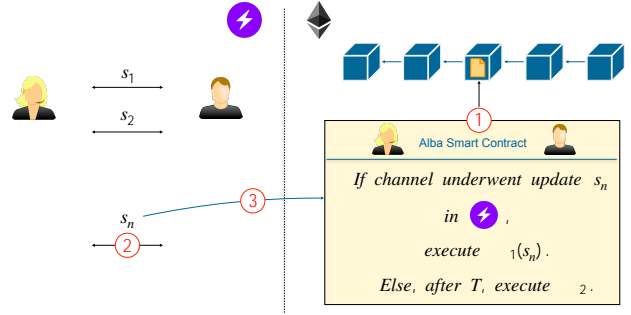 s₁
s₂
sₙ
2
3
1
Alba Smart Contract
If channel underwent update sₙ
in ,
execute ₁(sₙ).
Else, after T, execute ₂.